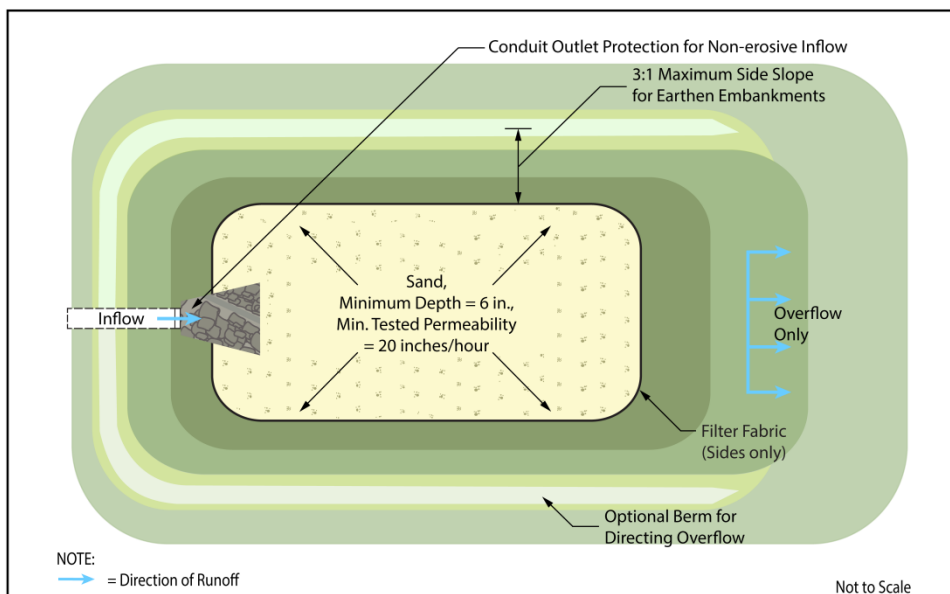 Conduit Outlet Protection for Non-erosive Inflow
3:1 Maximum Side Slope
for Earthen Embankments
Sand,
Minimum Depth = 6 in.,
Min. Tested Permeability
= 20 inches/hour
Inflow
Overflow
Only
Filter Fabric
(Sides only)
Optional Berm for
Directing Overflow
NOTE:
= Direction of Runoff
Not to Scale